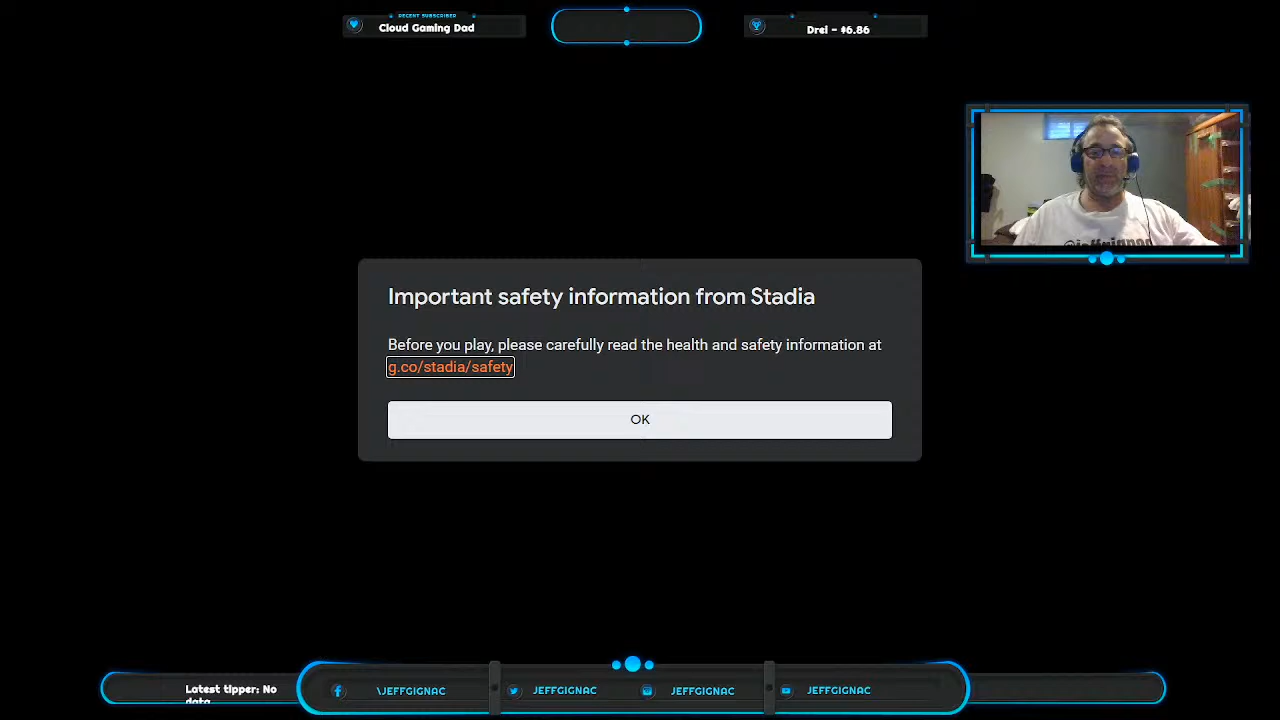 RECENT SUBSCRIBER
Cloud Gaming Dad
Drei - $6.86
Important safety information from Stadia
Before you play, please carefully read the health and safety information at
g.co/stadia/safety
OK
Latest tipper: No
data
\JEFFGIGNAC
JEFFGIGNAC
JEFFGIGNAC
JEFFGIGNAC